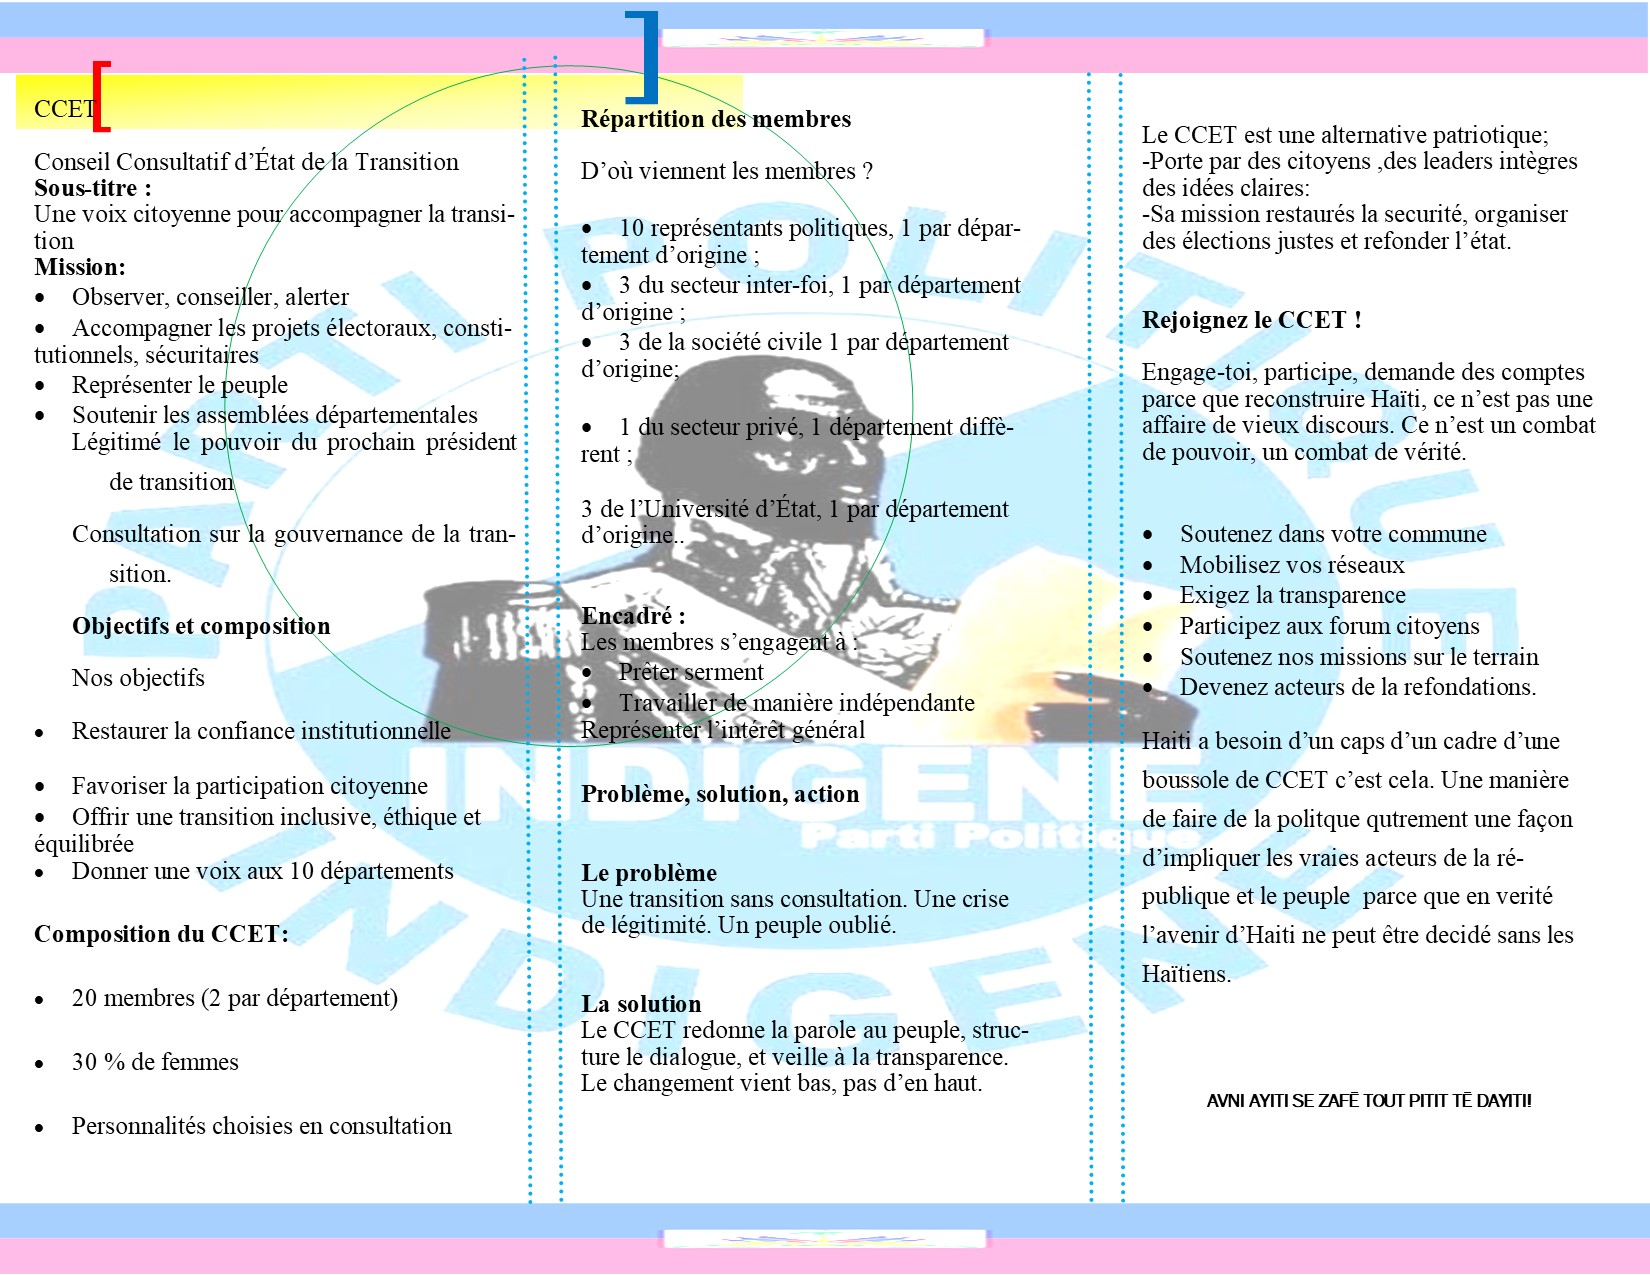 CCET
Conseil Consultatif d’État de la Transition
Sous-titre :
Une voix citoyenne pour accompagner la transi-
tion
Mission:
• Observer, conseiller, alerter
• Accompagner les projets électoraux, consti-
tutionnels, sécuritaires
• Représenter le peuple
• Soutenir les assemblées départementales
Légitimé le pouvoir du prochain président
de transition
Consultation sur la gouvernance de la tran-
sition.
Objectifs et composition
Nos objectifs
• Restaurer la confiance institutionnelle
• Favoriser la participation citoyenne
• Offrir une transition inclusive, éthique et
équilibrée
• Donner une voix aux 10 départements
Composition du CCET:
• 20 membres (2 par département)
• 30 % de femmes
• Personnalités choisies en consultation
Répartition des membres
D’où viennent les membres ?
• 10 représentants politiques, 1 par dépar-
tement d’origine ;
• 3 du secteur inter-foi, 1 par département
d’origine ;
• 3 de la société civile 1 par département
d’origine;
• 1 du secteur privé, 1 département diffè-
rent ;
3 de l’Université d’État, 1 par département
d’origine..
Encadré :
Les membres s’engagent à :
• Prêter serment
• Travailler de manière indépendante
Représenter l’intérêt général
Problème, solution, action
Le problème
Une transition sans consultation. Une crise
de légitimité. Un peuple oublié.
La solution
Le CCET redonne la parole au peuple, struc-
ture le dialogue, et veille à la transparence.
Le changement vient bas, pas d’en haut.
Le CCET est une alternative patriotique;
-Porte par des citoyens ,des leaders intègres
des idées claires:
-Sa mission restaurés la securité, organiser
des élections justes et refonder l’état.
Rejoignez le CCET !
Engage-toi, participe, demande des comptes
parce que reconstruire Haïti, ce n’est pas une
affaire de vieux discours. Ce n’est un combat
de pouvoir, un combat de vérité.
• Soutenez dans votre commune
• Mobilisez vos réseaux
• Exigez la transparence
• Participez aux forum citoyens
• Soutenez nos missions sur le terrain
• Devenez acteurs de la refondations.
Haiti a besoin d’un caps d’un cadre d’une
boussole de CCET c’est cela. Une manière
de faire de la politque qutrement une façon
d’impliquer les vraies acteurs de la ré-
publique et le peuple parce que en verité
l’avenir d’Haiti ne peut être decidé sans les
Haïtiens.
AVNI AYITI SE ZAFĒ TOUT PITIT TĒ DAYITI!
PARTI POLITIQUE
INDIGENE
Parti Politique
INDIGENE